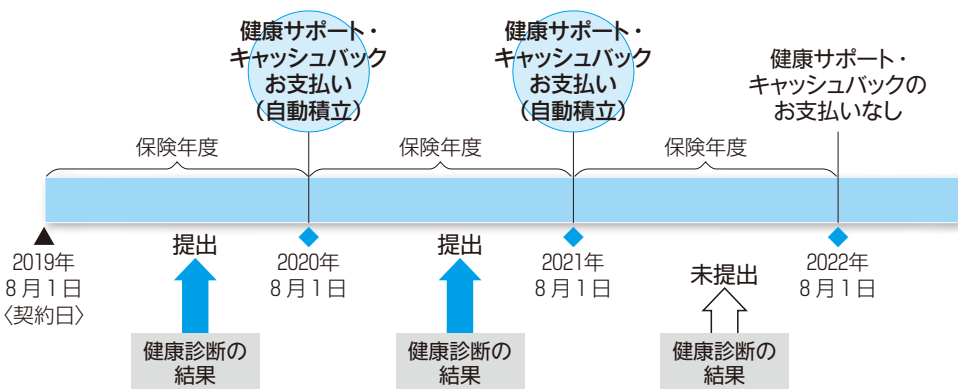 健康サポート・
キャッシュバック
お支払い
（自動積立）
健康サポート・
キャッシュバック
お支払い
（自動積立）
健康サポート・
キャッシュバックの
お支払いなし
保険年度
保険年度
保険年度
2019年
8月1日
〈契約日〉
提出
2020年
8月1日
提出
2021年
8月1日
未提出
2022年
8月1日
健康診断の
結果
健康診断の
結果
健康診断の
結果